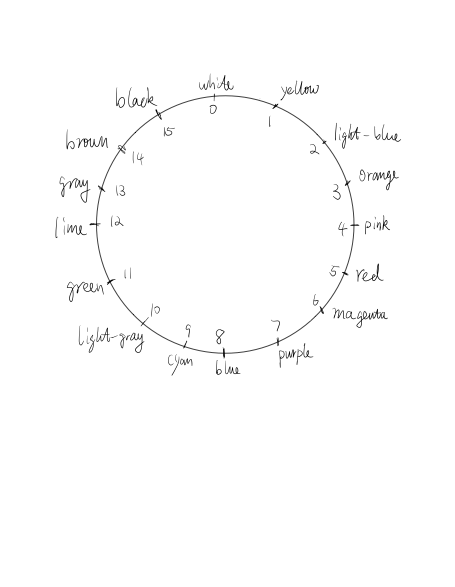 white
0
yellow
1
light-blue
2
orange
3
pink
4
red
5
magenta
6
purple
7
blue
8
cyan
9
light-gray
10
green
11
lime
12
gray
13
brown
14
black
15